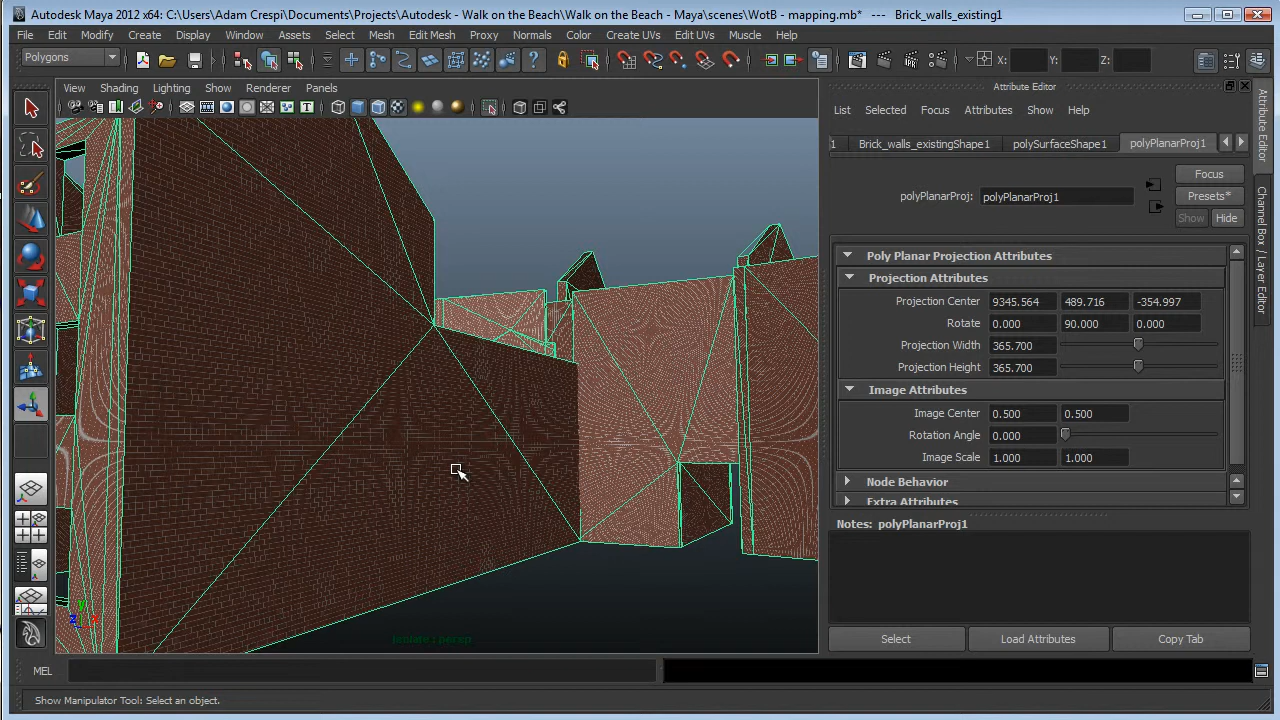 Autodesk Maya 2012 x64: C:\Users\Adam Crespi\Documents\Projects\Autodesk - Walk on the Beach\Walk on the Beach - Maya\scenes\WotB - mapping.mb* --- Brick_walls_existing1
File Edit Modify Create Display Window Assets Select Mesh Edit Mesh Proxy Normals Color Create UVs Edit UVs Muscle Help
Polygons X: Y: Z:
View Shading Lighting Show Renderer Panels
Attribute Editor
List Selected Focus Attributes Show Help
1 Brick_walls_existingShape1 polySurfaceShape1 polyPlanarProj1
Focus
polyPlanarProj: polyPlanarProj1 Presets*
Show Hide
Poly Planar Projection Attributes
Projection Attributes
Projection Center 9345.564 489.716 -354.997
Rotate 0.000 90.000 0.000
Projection Width 365.700
Projection Height 365.700
Image Attributes
Image Center 0.500 0.500
Rotation Angle 0.000
Image Scale 1.000 1.000
Node Behavior
Extra Attributes
Notes: polyPlanarProj1
Select Load Attributes Copy Tab
Attribute Editor
Channel Box / Layer Editor
y
z x
MEL
Show Manipulator Tool: Select an object.